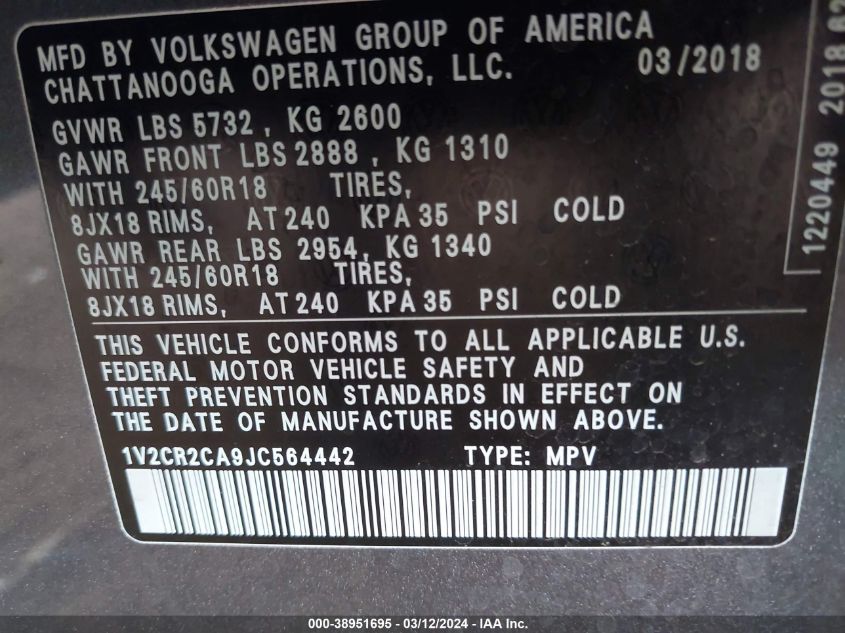 MFD BY VOLKSWAGEN GROUP OF AMERICA
CHATTANOOGA OPERATIONS, LLC. 03/2018
GVWR LBS 5732, KG 2600
GAWR FRONT LBS 2888, KG 1310
WITH 245/60R18 TIRES,
8JX18 RIMS, AT 240 KPA 35 PSI COLD
GAWR REAR LBS 2954, KG 1340
WITH 245/60R18 TIRES,
8JX18 RIMS, AT 240 KPA 35 PSI COLD
THIS VEHICLE CONFORMS TO ALL APPLICABLE U.S.
FEDERAL MOTOR VEHICLE SAFETY AND
THEFT PREVENTION STANDARDS IN EFFECT ON
THE DATE OF MANUFACTURE SHOWN ABOVE.
1V2CR2CA9JC564442 TYPE: MPV
1220449 2018
000-38951695 - 03/12/2024 - IAA Inc.